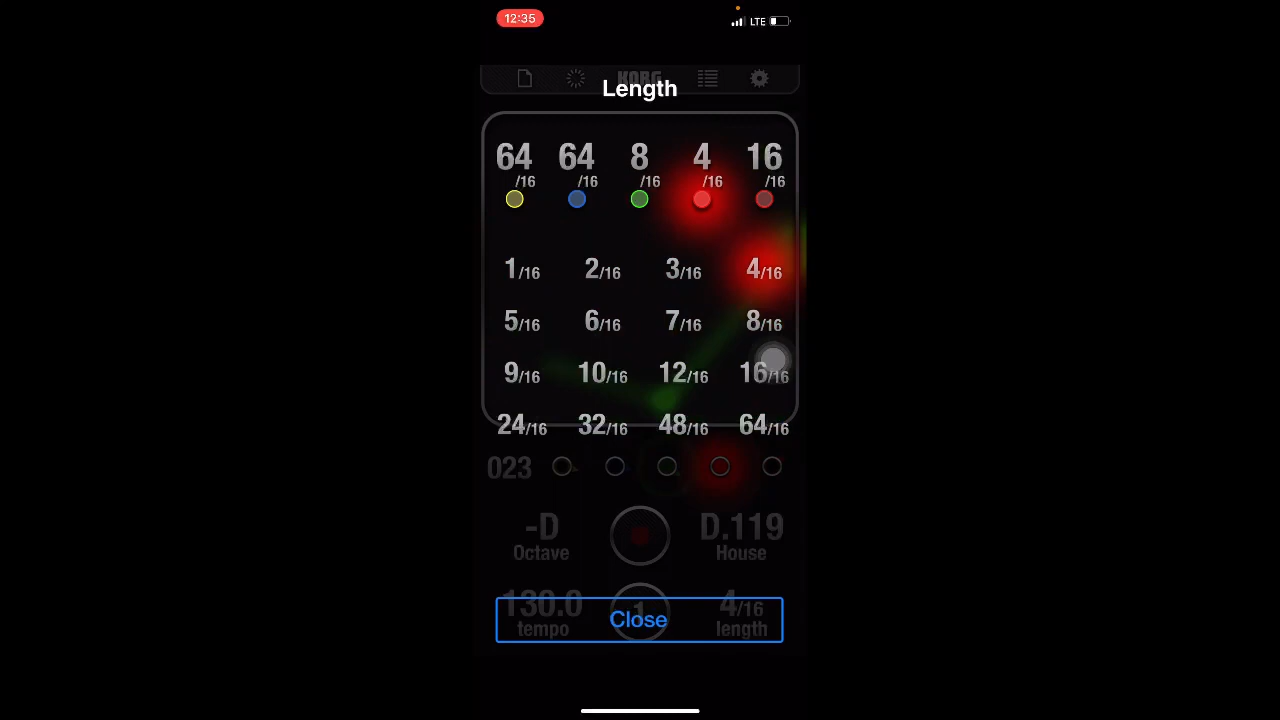 12:35 LTE
KORG
Length
64/16 64/16 8/16 4/16 16/16
1/16 2/16 3/16 4/16
5/16 6/16 7/16 8/16
9/16 10/16 12/16 16/16
24/16 32/16 48/16 64/16
023
-D D.119
Octave House
130.0 1 4/16
tempo length
Close